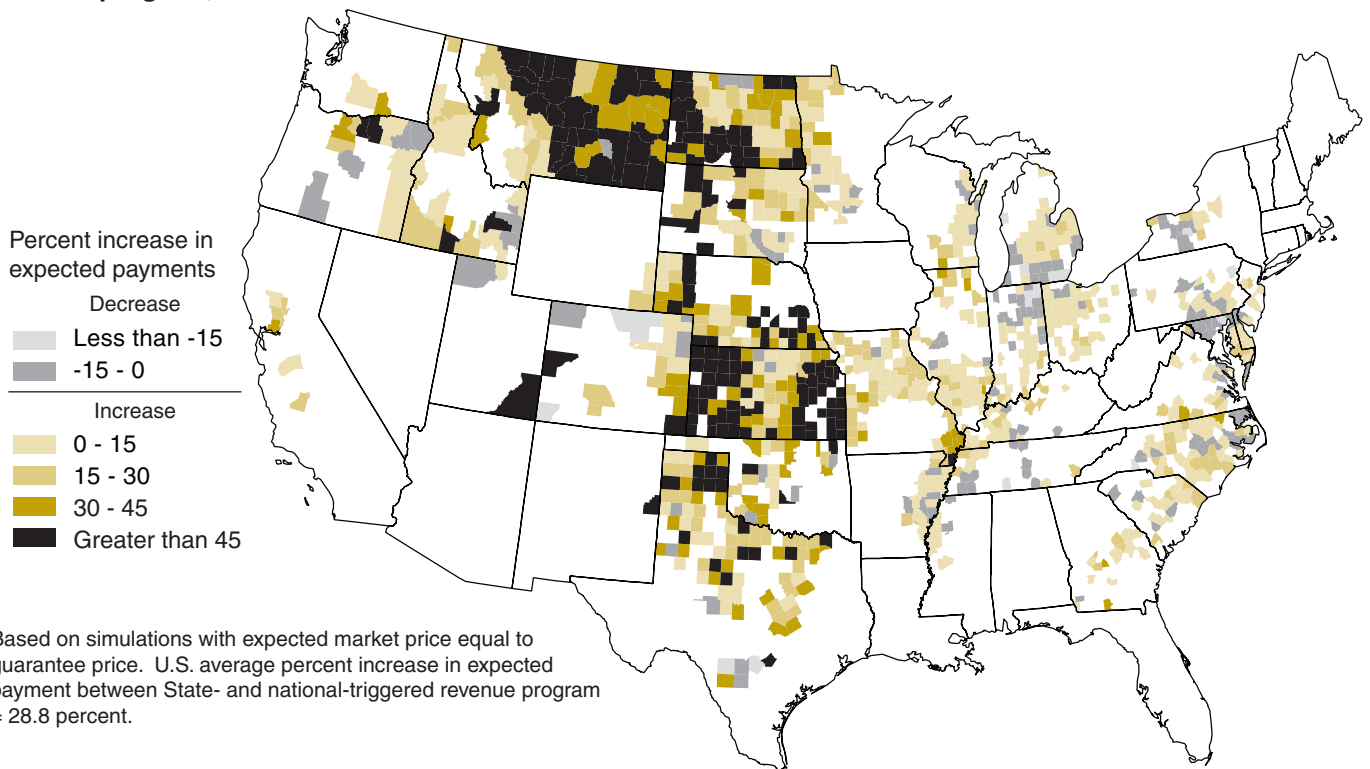 Percent increase in
expected payments
Decrease
Less than -15
-15 - 0
Increase
0 - 15
15 - 30
30 - 45
Greater than 45
Based on simulations with expected market price equal to
guarantee price. U.S. average percent increase in expected
payment between State- and national-triggered revenue program
= 28.8 percent.